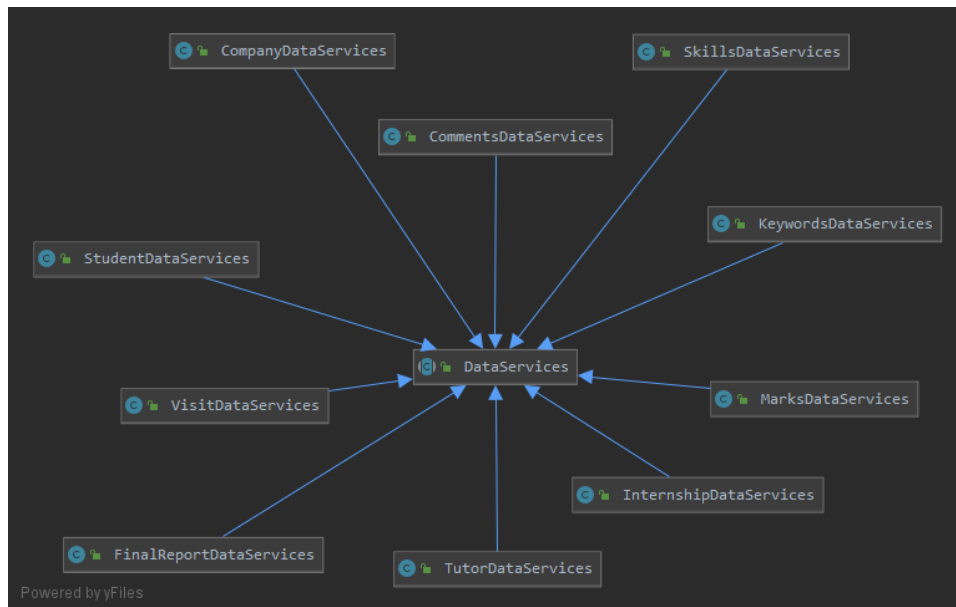 CompanyDataServices
SkillsDataServices
CommentsDataServices
KeywordsDataServices
StudentDataServices
DataServices
VisitDataServices
MarksDataServices
InternshipDataServices
FinalReportDataServices
TutorDataServices
Powered by yFiles